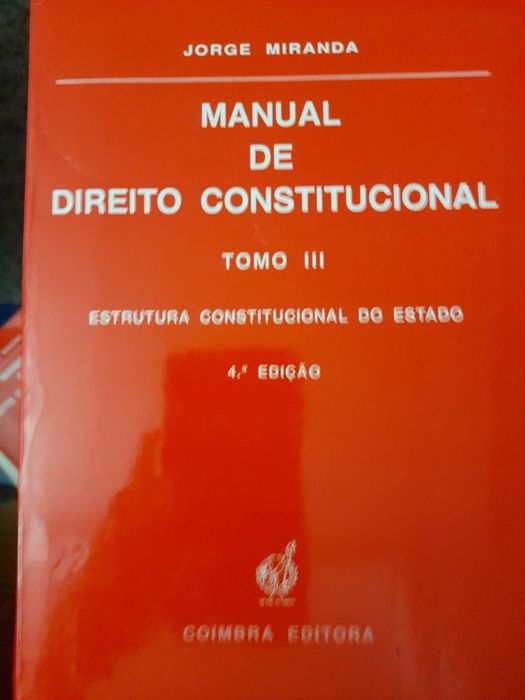 JORGE MIRANDA
MANUAL
DE
DIREITO CONSTITUCIONAL
TOMO III
ESTRUTURA CONSTITUCIONAL DO ESTADO
4.ª EDIÇÃO
COIMBRA EDITORA